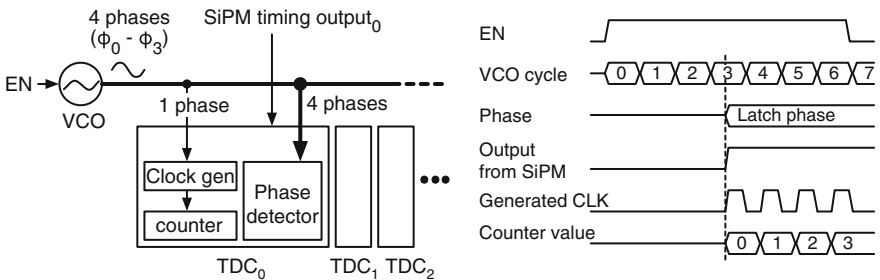 4 phases
(ϕ0 - ϕ3)
SiPM timing output0
EN
VCO
1 phase
4 phases
Clock gen
counter
Phase
detector
TDC0 TDC1 TDC2
EN
VCO cycle
0 1 2 3 4 5 6 7
Phase
Latch phase
Output
from SiPM
Generated CLK
Counter value
0 1 2 3